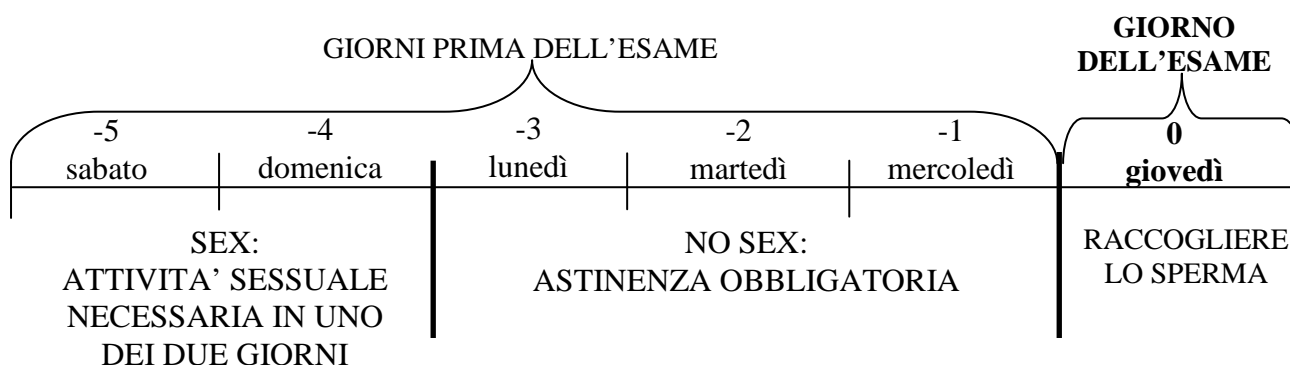 GIORNI PRIMA DELL’ESAME
GIORNO
DELL’ESAME
-5 -4 -3 -2 -1 0
sabato domenica lunedì martedì mercoledì giovedì
SEX:
ATTIVITA’ SESSUALE
NECESSARIA IN UNO
DEI DUE GIORNI
NO SEX:
ASTINENZA OBBLIGATORIA
RACCOGLIERE
LO SPERMA